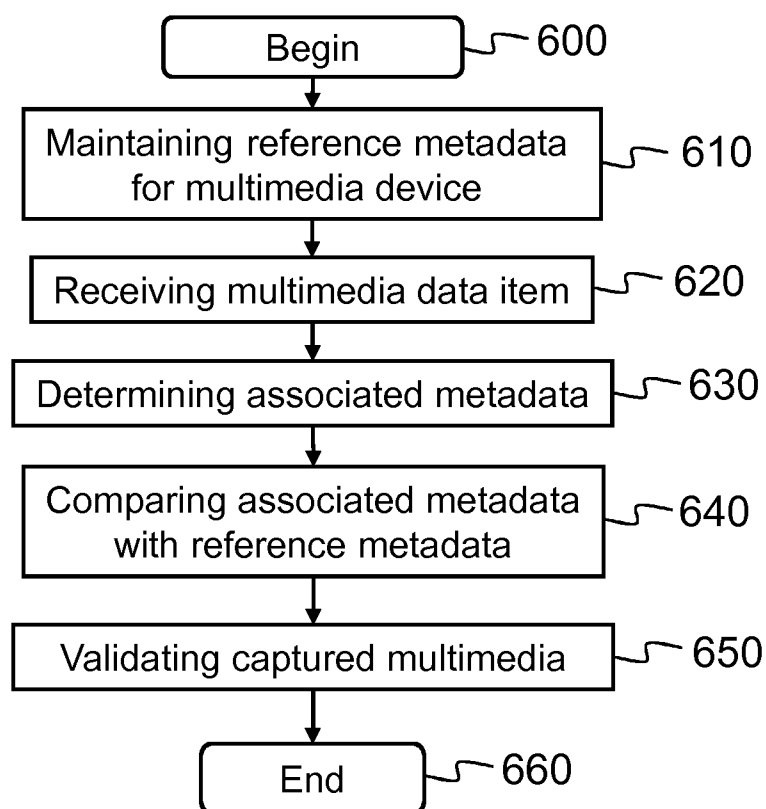 Begin
600
Maintaining reference metadata
for multimedia device
610
Receiving multimedia data item
620
Determining associated metadata
630
Comparing associated metadata
with reference metadata
640
Validating captured multimedia
650
End
660